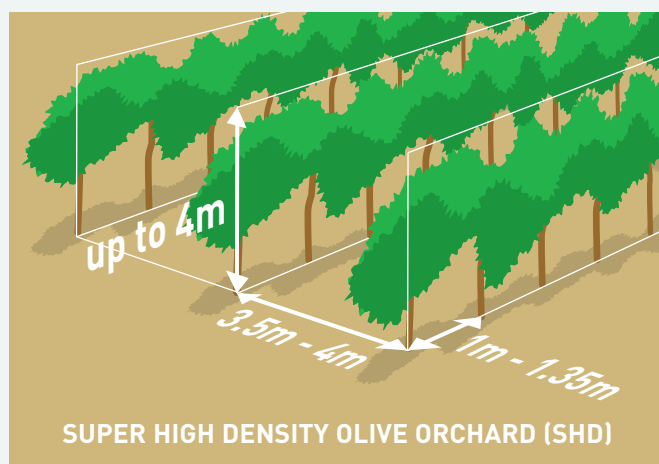 up to 4m
3.5m - 4m
1m - 1.35m
SUPER HIGH DENSITY OLIVE ORCHARD (SHD)